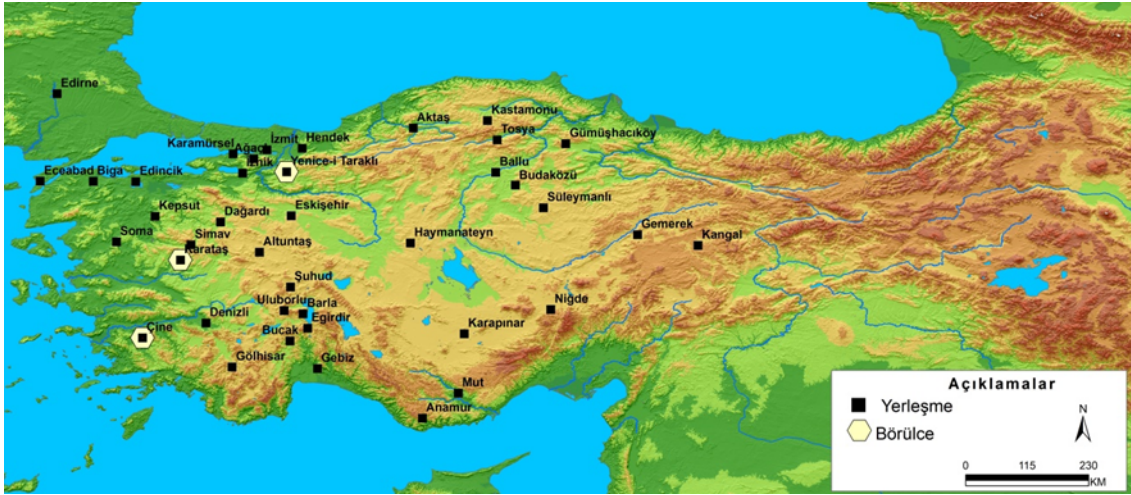 Edirne
Kastamonu
Aktaş
Tosya
Hendek
İzmit
Gümüşhacıköy
Karamürsel
Ağaç
Yenice-i Taraklı
İznik
Ballu
Eceabad
Biga
Edincik
Budaközü
Süleymanlı
Kepsut
Dağardı
Eskişehir
Gemerek
Soma
Simav
Altuntaş
Haymanateyn
Kangal
Karataş
Şuhud
Uluborlu
Barla
Niğde
Denizli
Egirdir
Çine
Bucak
Karapınar
Gölhisar
Gebiz
Mut
Anamur
Açıklamalar
Yerleşme
Börülce
N
0 115 230
KM